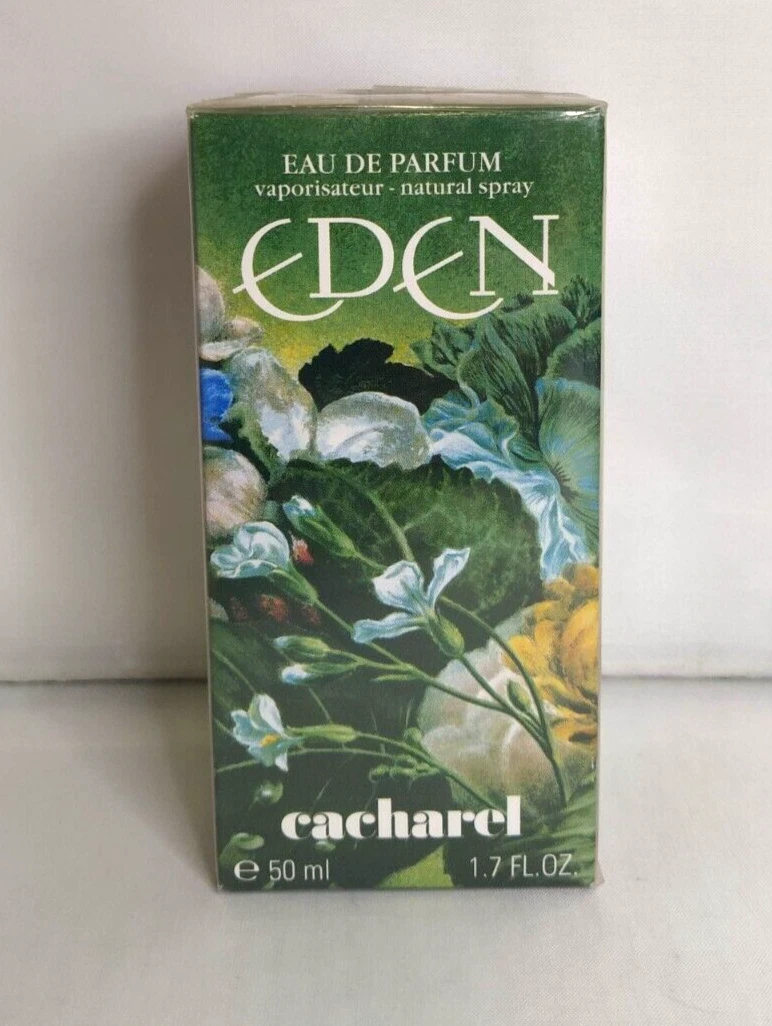 EAU DE PARFUM
vaporisateur - natural spray
EDEN
cacharel
℮ 50 ml 1.7 FL.OZ.